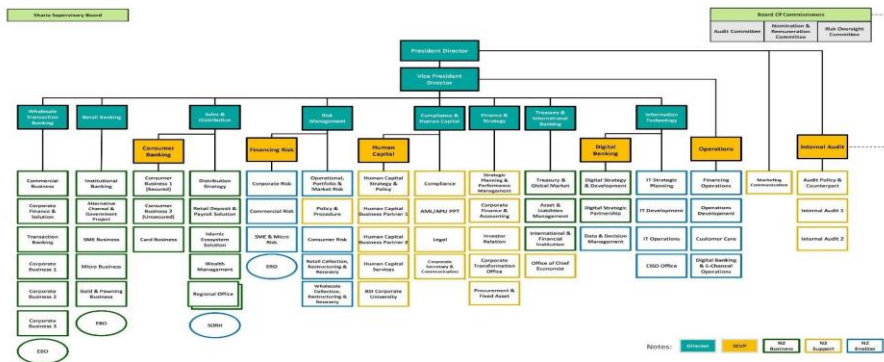 Sharia Supervisory Board
Board Of Commissioners
Audit Committee
Nomination &
Remuneration
Committee
Risk Oversight
Committee
President Director
Vice President
Director
Wholesale
Transaction
Banking
Retail Banking
Sales &
Distribution
Risk
Management
Compliance &
Human Capital
Finance &
Strategy
Treasury &
International
Banking
Information
Technology
Consumer
Banking
Financing Risk
Human
Capital
Digital
Banking
Operations
Internal Audit
Commercial
Business
Corporate
Finance &
Solution
Transaction
Banking
Corporate
Business 1
Corporate
Business 2
Corporate
Business 3
EBO
Institutional
Banking
Alternative
Channel &
Government
Project
SME Business
Micro Business
Gold & Pawning
Business
EBO
Consumer
Business 1
(Secured)
Consumer
Business 2
(Unsecured)
Card Business
Distribution
Strategy
Retail Deposit &
Payroll Solution
Islamic
Ecosystem
Solution
Wealth
Management
Regional Office
Corporate Risk
Commercial Risk
SME & Micro
Risk
ERO
Operational,
Portfolio &
Market Risk
Policy &
Procedure
Consumer Risk
Retail Collection,
Restructuring &
Recovery
Wholesale
Collection,
Restructuring &
Recovery
Human Capital
Strategy &
Policy
Human Capital
Business Partner 1
Human Capital
Business Partner 2
Human Capital
Services
BSI Corporate
University
Compliance
AML/APU PPT
Legal
Corporate
Secretary &
Communication
Strategic
Planning &
Performance
Management
Corporate
Finance &
Accounting
Investor
Relation
Corporate
Transformation
Office
Procurement &
Fixed Asset
Treasury &
Global Market
Asset &
Liabilities
Management
International &
Financial
Institution
Office of Chief
Economist
Digital Strategy
& Development
Digital Strategic
Partnership
Data & Decision
Management
IT Strategic
Planning
IT Development
IT Operations
CISO Office
Financing
Operations
Operations
Development
Customer Care
Digital Banking
& E-Channel
Operations
Marketing
Communication
Audit Policy &
Counterpart
Internal Audit 1
Internal Audit 2
Notes:
Director
SEVP
N2
Business
N2
Support
N2
Enabler